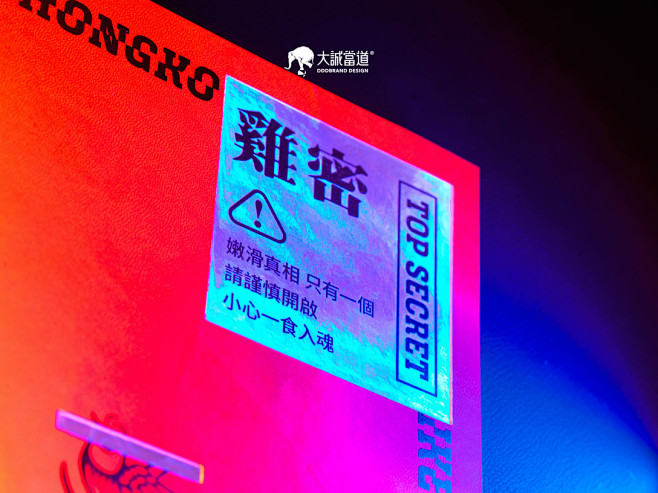 大誠當道®
DDDBRAND DESIGN
HONGKO
雞密
TOP SECRET
嫩滑真相 只有一個
請謹慎開啟
小心一食入魂
IKE